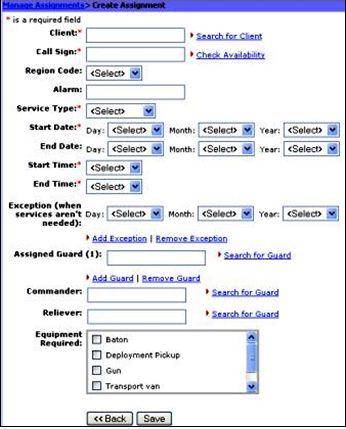 Manage Assignments> Create Assignment
* is a required field
Client:* Search for Client
Call Sign:* Check Availability
Region Code: <Select>
Alarm:
Service Type:* <Select>
Start Date:* Day: <Select> Month: <Select> Year: <Select>
End Date: Day: <Select> Month: <Select> Year: <Select>
Start Time:* <Select>
End Time:* <Select>
Exception (when
services aren't Day: <Select> Month: <Select> Year: <Select>
needed):
Add Exception | Remove Exception
Assigned Guard (1): Search for Guard
Add Guard | Remove Guard
Commander: Search for Guard
Reliever: Search for Guard
Equipment
Required:
Baton
Deployment Pickup
Gun
Transport van
<< Back Save